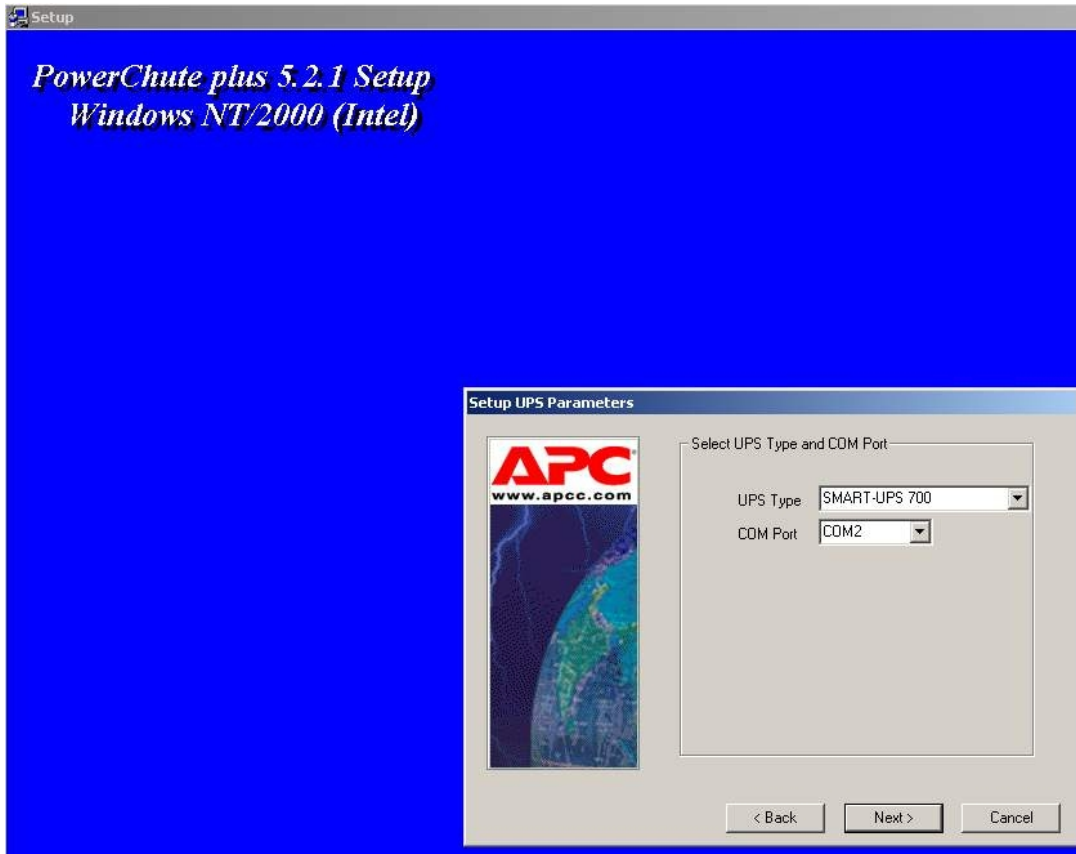 Setup
PowerChute plus 5.2.1 Setup
Windows NT/2000 (Intel)
Setup UPS Parameters
APC
www.apcc.com
Select UPS Type and COM Port
UPS Type SMART-UPS 700
COM Port COM2
< Back Next > Cancel